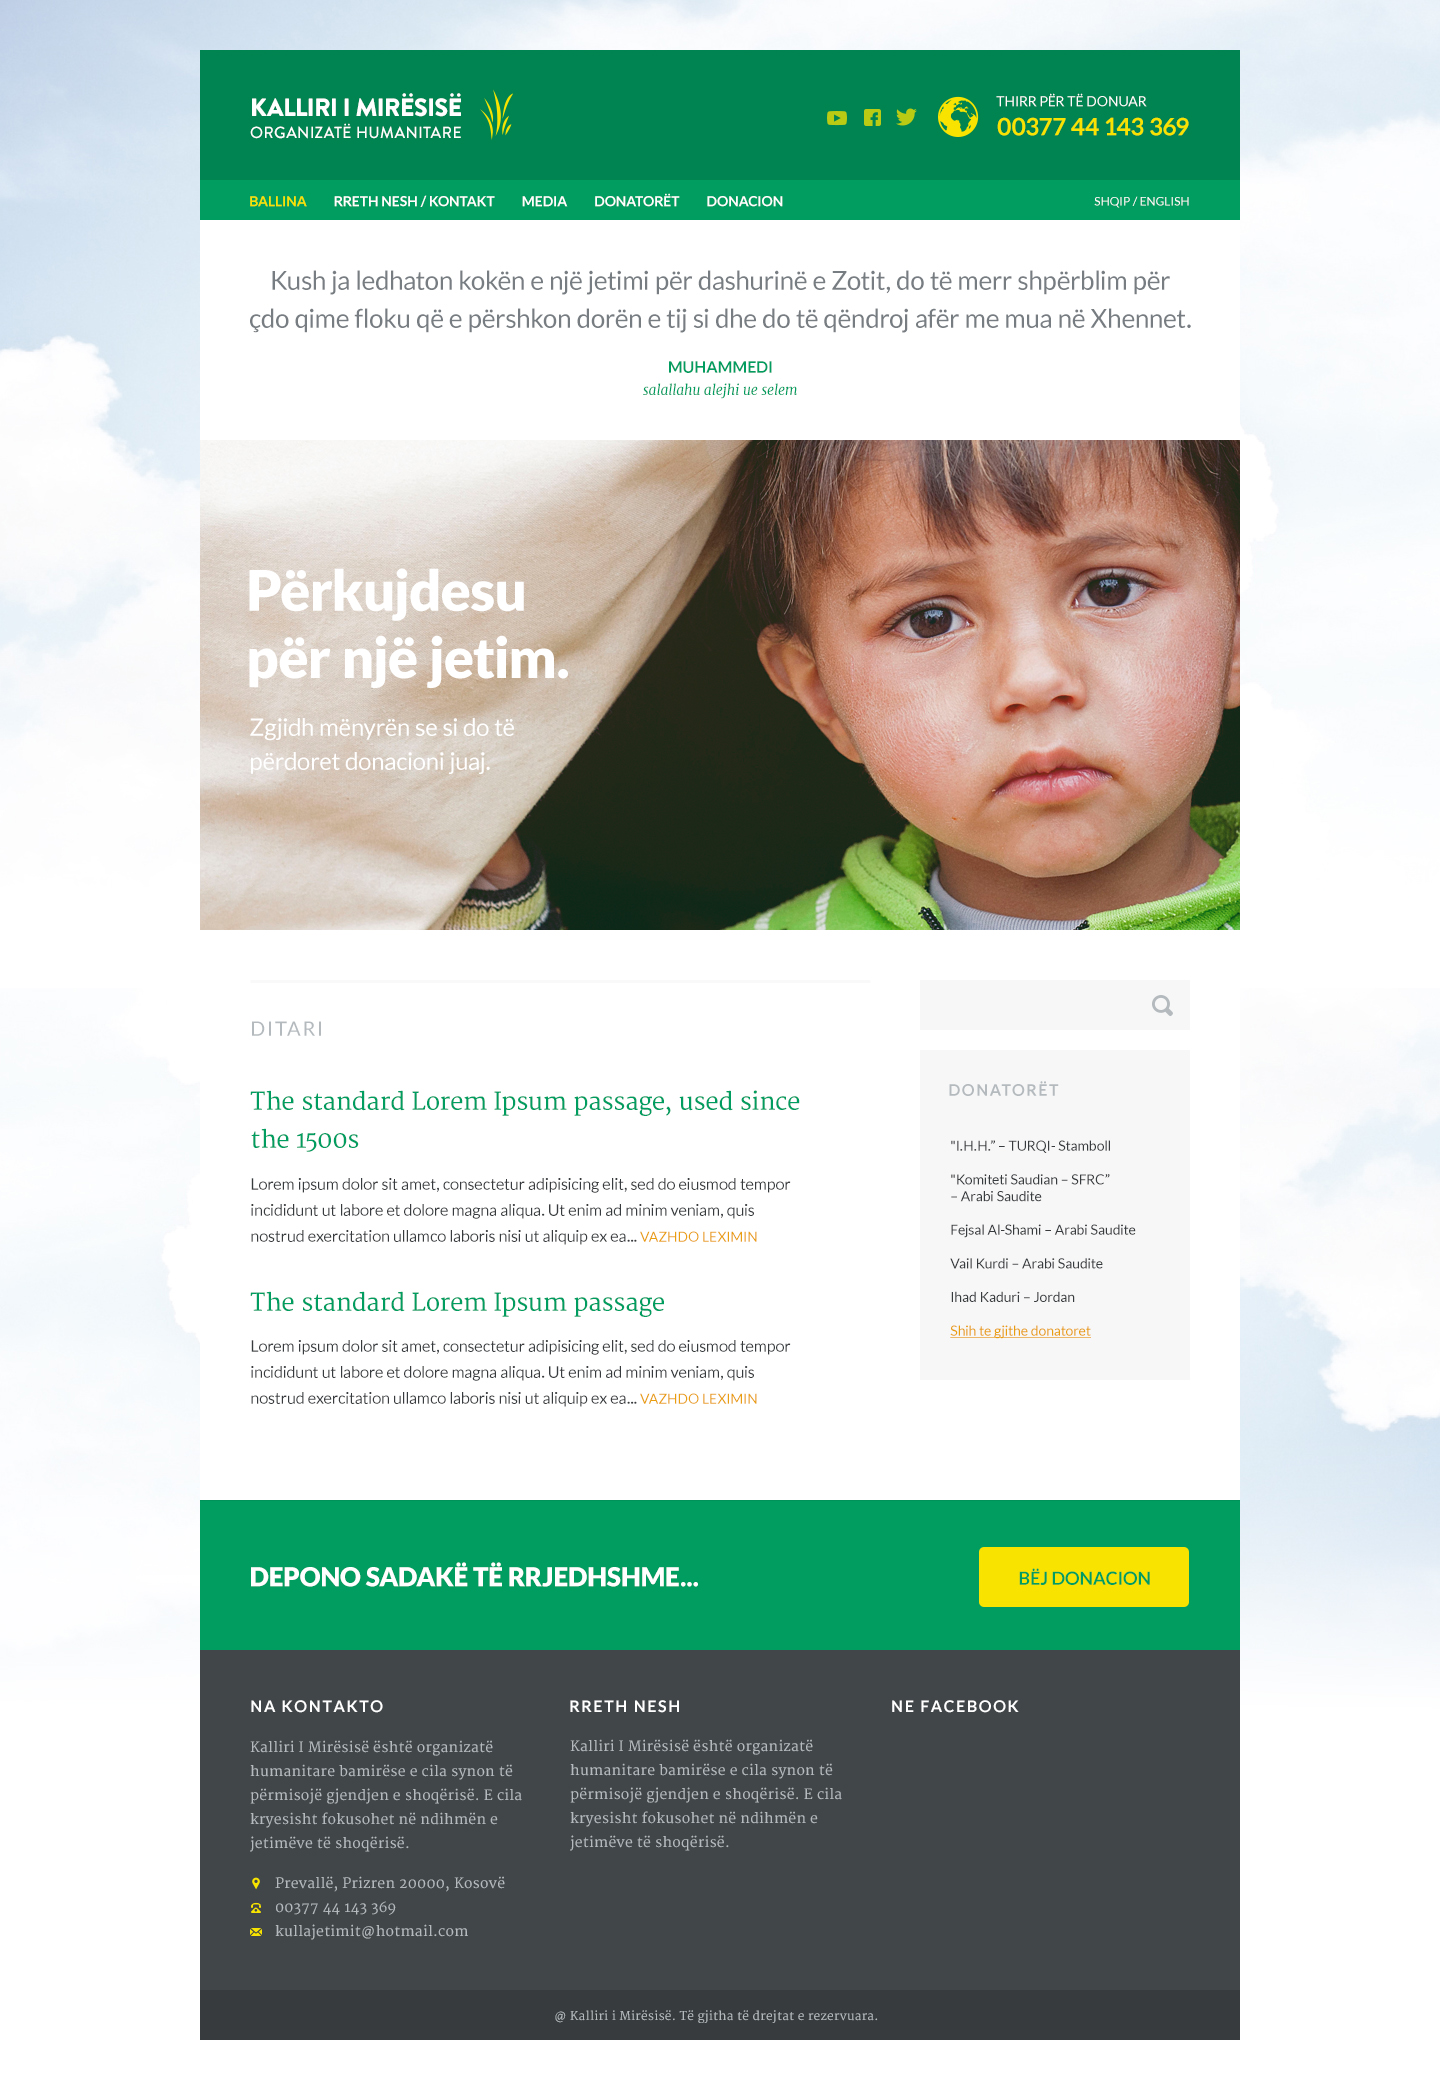 KALLIRI I MIRËSISË
ORGANIZATË HUMANITARE
THIRR PËR TË DONUAR
00377 44 143 369
BALLINA RRETH NESH / KONTAKT MEDIA DONATORËT DONACION SHQIP / ENGLISH
Kush ja ledhaton kokën e një jetimi për dashurinë e Zotit, do të merr shpërblim për
çdo qime floku që e përshkon dorën e tij si dhe do të qëndroj afër me mua në Xhennet.
MUHAMMEDI
salallahu alejhi ue selem
Përkujdesu
për një jetim.
Zgjidh mënyrën se si do të
përdoret donacioni juaj.
DITARI
The standard Lorem Ipsum passage, used since
the 1500s
Lorem ipsum dolor sit amet, consectetur adipisicing elit, sed do eiusmod tempor
incididunt ut labore et dolore magna aliqua. Ut enim ad minim veniam, quis
nostrud exercitation ullamco laboris nisi ut aliquip ex ea... VAZHDO LEXIMIN
The standard Lorem Ipsum passage
Lorem ipsum dolor sit amet, consectetur adipisicing elit, sed do eiusmod tempor
incididunt ut labore et dolore magna aliqua. Ut enim ad minim veniam, quis
nostrud exercitation ullamco laboris nisi ut aliquip ex ea... VAZHDO LEXIMIN
DONATORËT
"I.H.H.” – TURQI- Stamboll
"Komiteti Saudian – SFRC”
– Arabi Saudite
Fejsal Al-Shami – Arabi Saudite
Vail Kurdi – Arabi Saudite
Ihad Kaduri – Jordan
Shih te gjithe donatoret
DEPONO SADAKË TË RRJEDHSHME...
BËJ DONACION
NA KONTAKTO
Kalliri I Mirësisë është organizatë
humanitare bamirëse e cila synon të
përmisojë gjendjen e shoqërisë. E cila
kryesisht fokusohet në ndihmën e
jetimëve të shoqërisë.
Prevallë, Prizren 20000, Kosovë
00377 44 143 369
kullajetimit@hotmail.com
RRETH NESH
Kalliri I Mirësisë është organizatë
humanitare bamirëse e cila synon të
përmisojë gjendjen e shoqërisë. E cila
kryesisht fokusohet në ndihmën e
jetimëve të shoqërisë.
NE FACEBOOK
@ Kalliri i Mirësisë. Të gjitha të drejtat e rezervuara.